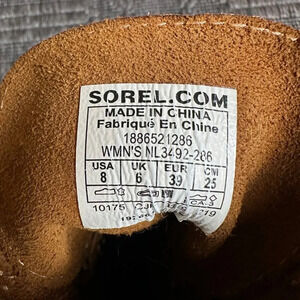 SOREL.COM
MADE IN CHINA
Fabriqué En Chine
1886521286
WMN'S NL3492-286
USA UK EUR CM
8 6 39 25
10175